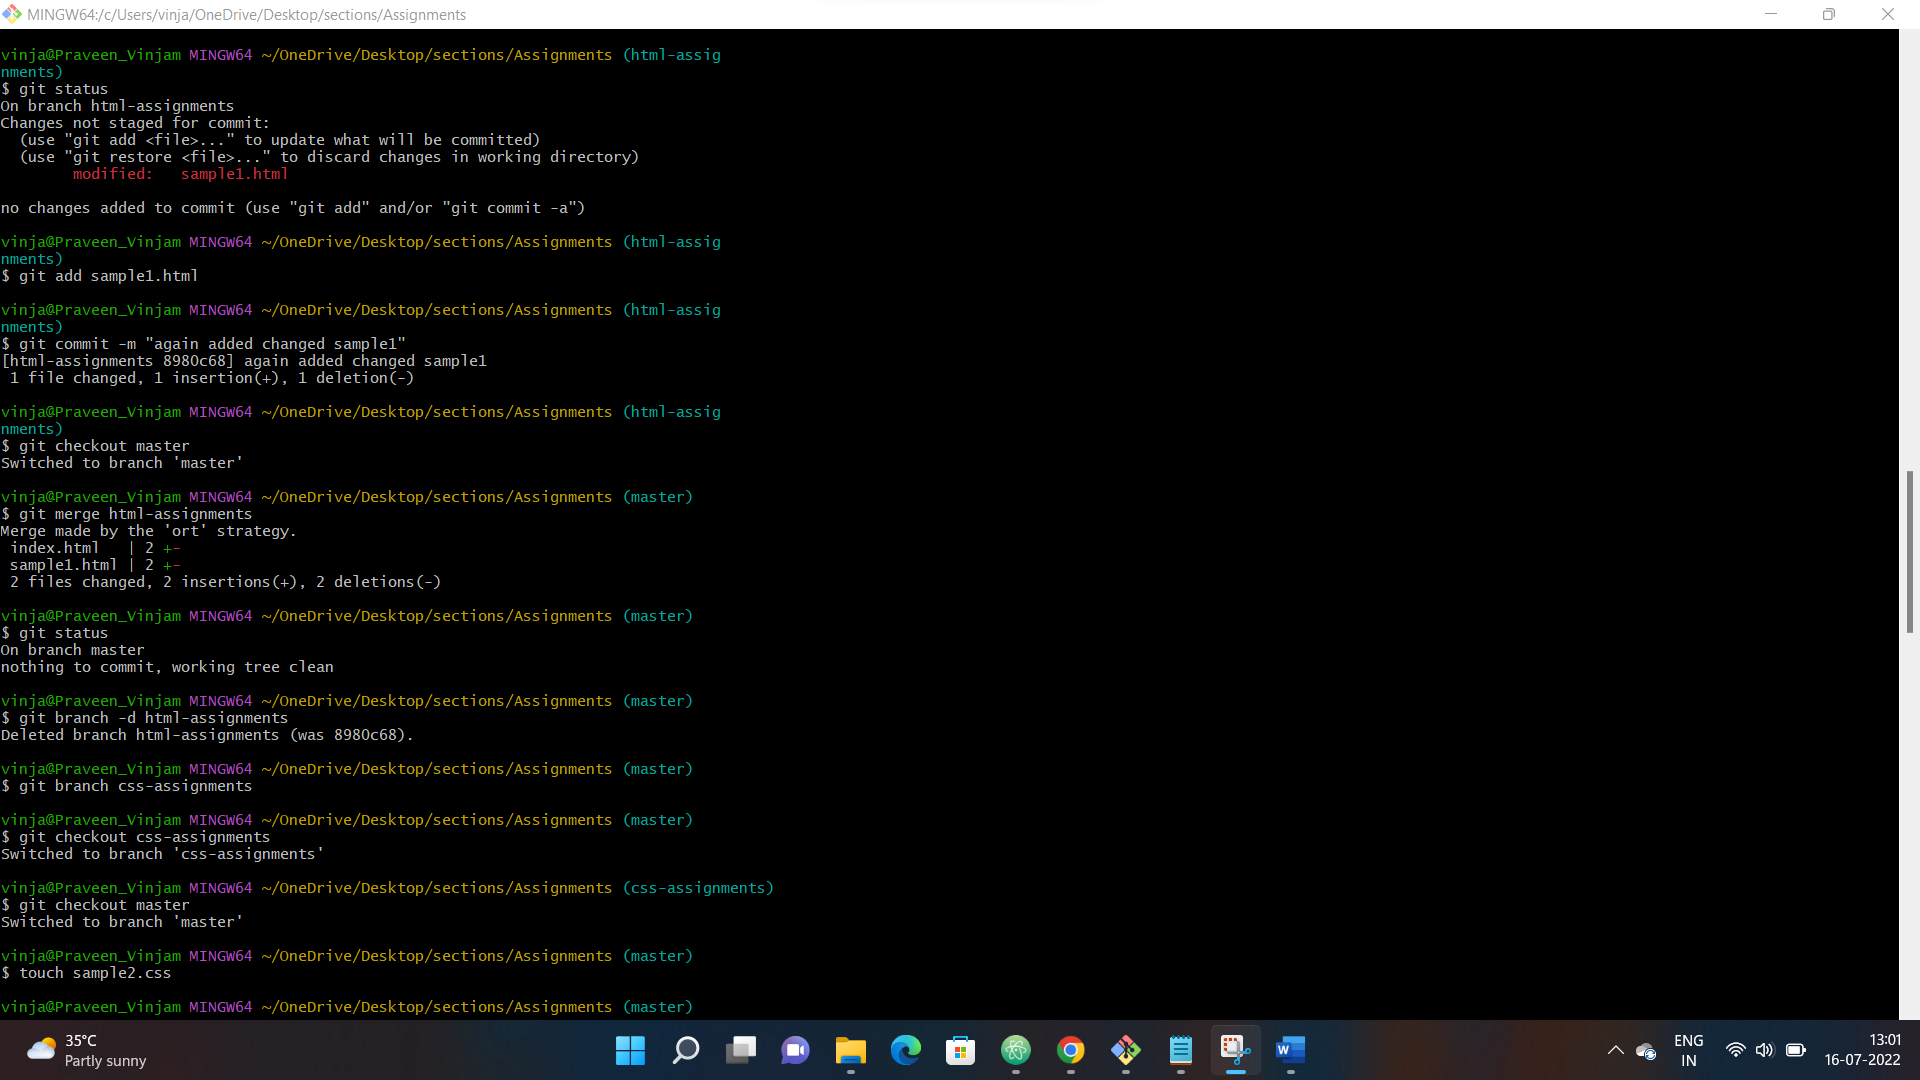 MINGW64:/c/Users/vinja/OneDrive/Desktop/sections/Assignments
vinja@Praveen_Vinjam MINGW64 ~/OneDrive/Desktop/sections/Assignments (html-assig
nments)
$ git status
On branch html-assignments
Changes not staged for commit:
  (use "git add <file>..." to update what will be committed)
  (use "git restore <file>..." to discard changes in working directory)
        modified:   sample1.html

no changes added to commit (use "git add" and/or "git commit -a")

vinja@Praveen_Vinjam MINGW64 ~/OneDrive/Desktop/sections/Assignments (html-assig
nments)
$ git add sample1.html

vinja@Praveen_Vinjam MINGW64 ~/OneDrive/Desktop/sections/Assignments (html-assig
nments)
$ git commit -m "again added changed sample1"
[html-assignments 8980c68] again added changed sample1
 1 file changed, 1 insertion(+), 1 deletion(-)

vinja@Praveen_Vinjam MINGW64 ~/OneDrive/Desktop/sections/Assignments (html-assig
nments)
$ git checkout master
Switched to branch 'master'

vinja@Praveen_Vinjam MINGW64 ~/OneDrive/Desktop/sections/Assignments (master)
$ git merge html-assignments
Merge made by the 'ort' strategy.
 index.html   | 2 +-
 sample1.html | 2 +-
 2 files changed, 2 insertions(+), 2 deletions(-)

vinja@Praveen_Vinjam MINGW64 ~/OneDrive/Desktop/sections/Assignments (master)
$ git status
On branch master
nothing to commit, working tree clean

vinja@Praveen_Vinjam MINGW64 ~/OneDrive/Desktop/sections/Assignments (master)
$ git branch -d html-assignments
Deleted branch html-assignments (was 8980c68).

vinja@Praveen_Vinjam MINGW64 ~/OneDrive/Desktop/sections/Assignments (master)
$ git branch css-assignments

vinja@Praveen_Vinjam MINGW64 ~/OneDrive/Desktop/sections/Assignments (master)
$ git checkout css-assignments
Switched to branch 'css-assignments'

vinja@Praveen_Vinjam MINGW64 ~/OneDrive/Desktop/sections/Assignments (css-assignments)
$ git checkout master
Switched to branch 'master'

vinja@Praveen_Vinjam MINGW64 ~/OneDrive/Desktop/sections/Assignments (master)
$ touch sample2.css

vinja@Praveen_Vinjam MINGW64 ~/OneDrive/Desktop/sections/Assignments (master)
35°C
Partly sunny
W
ENG
IN
13:01
16-07-2022